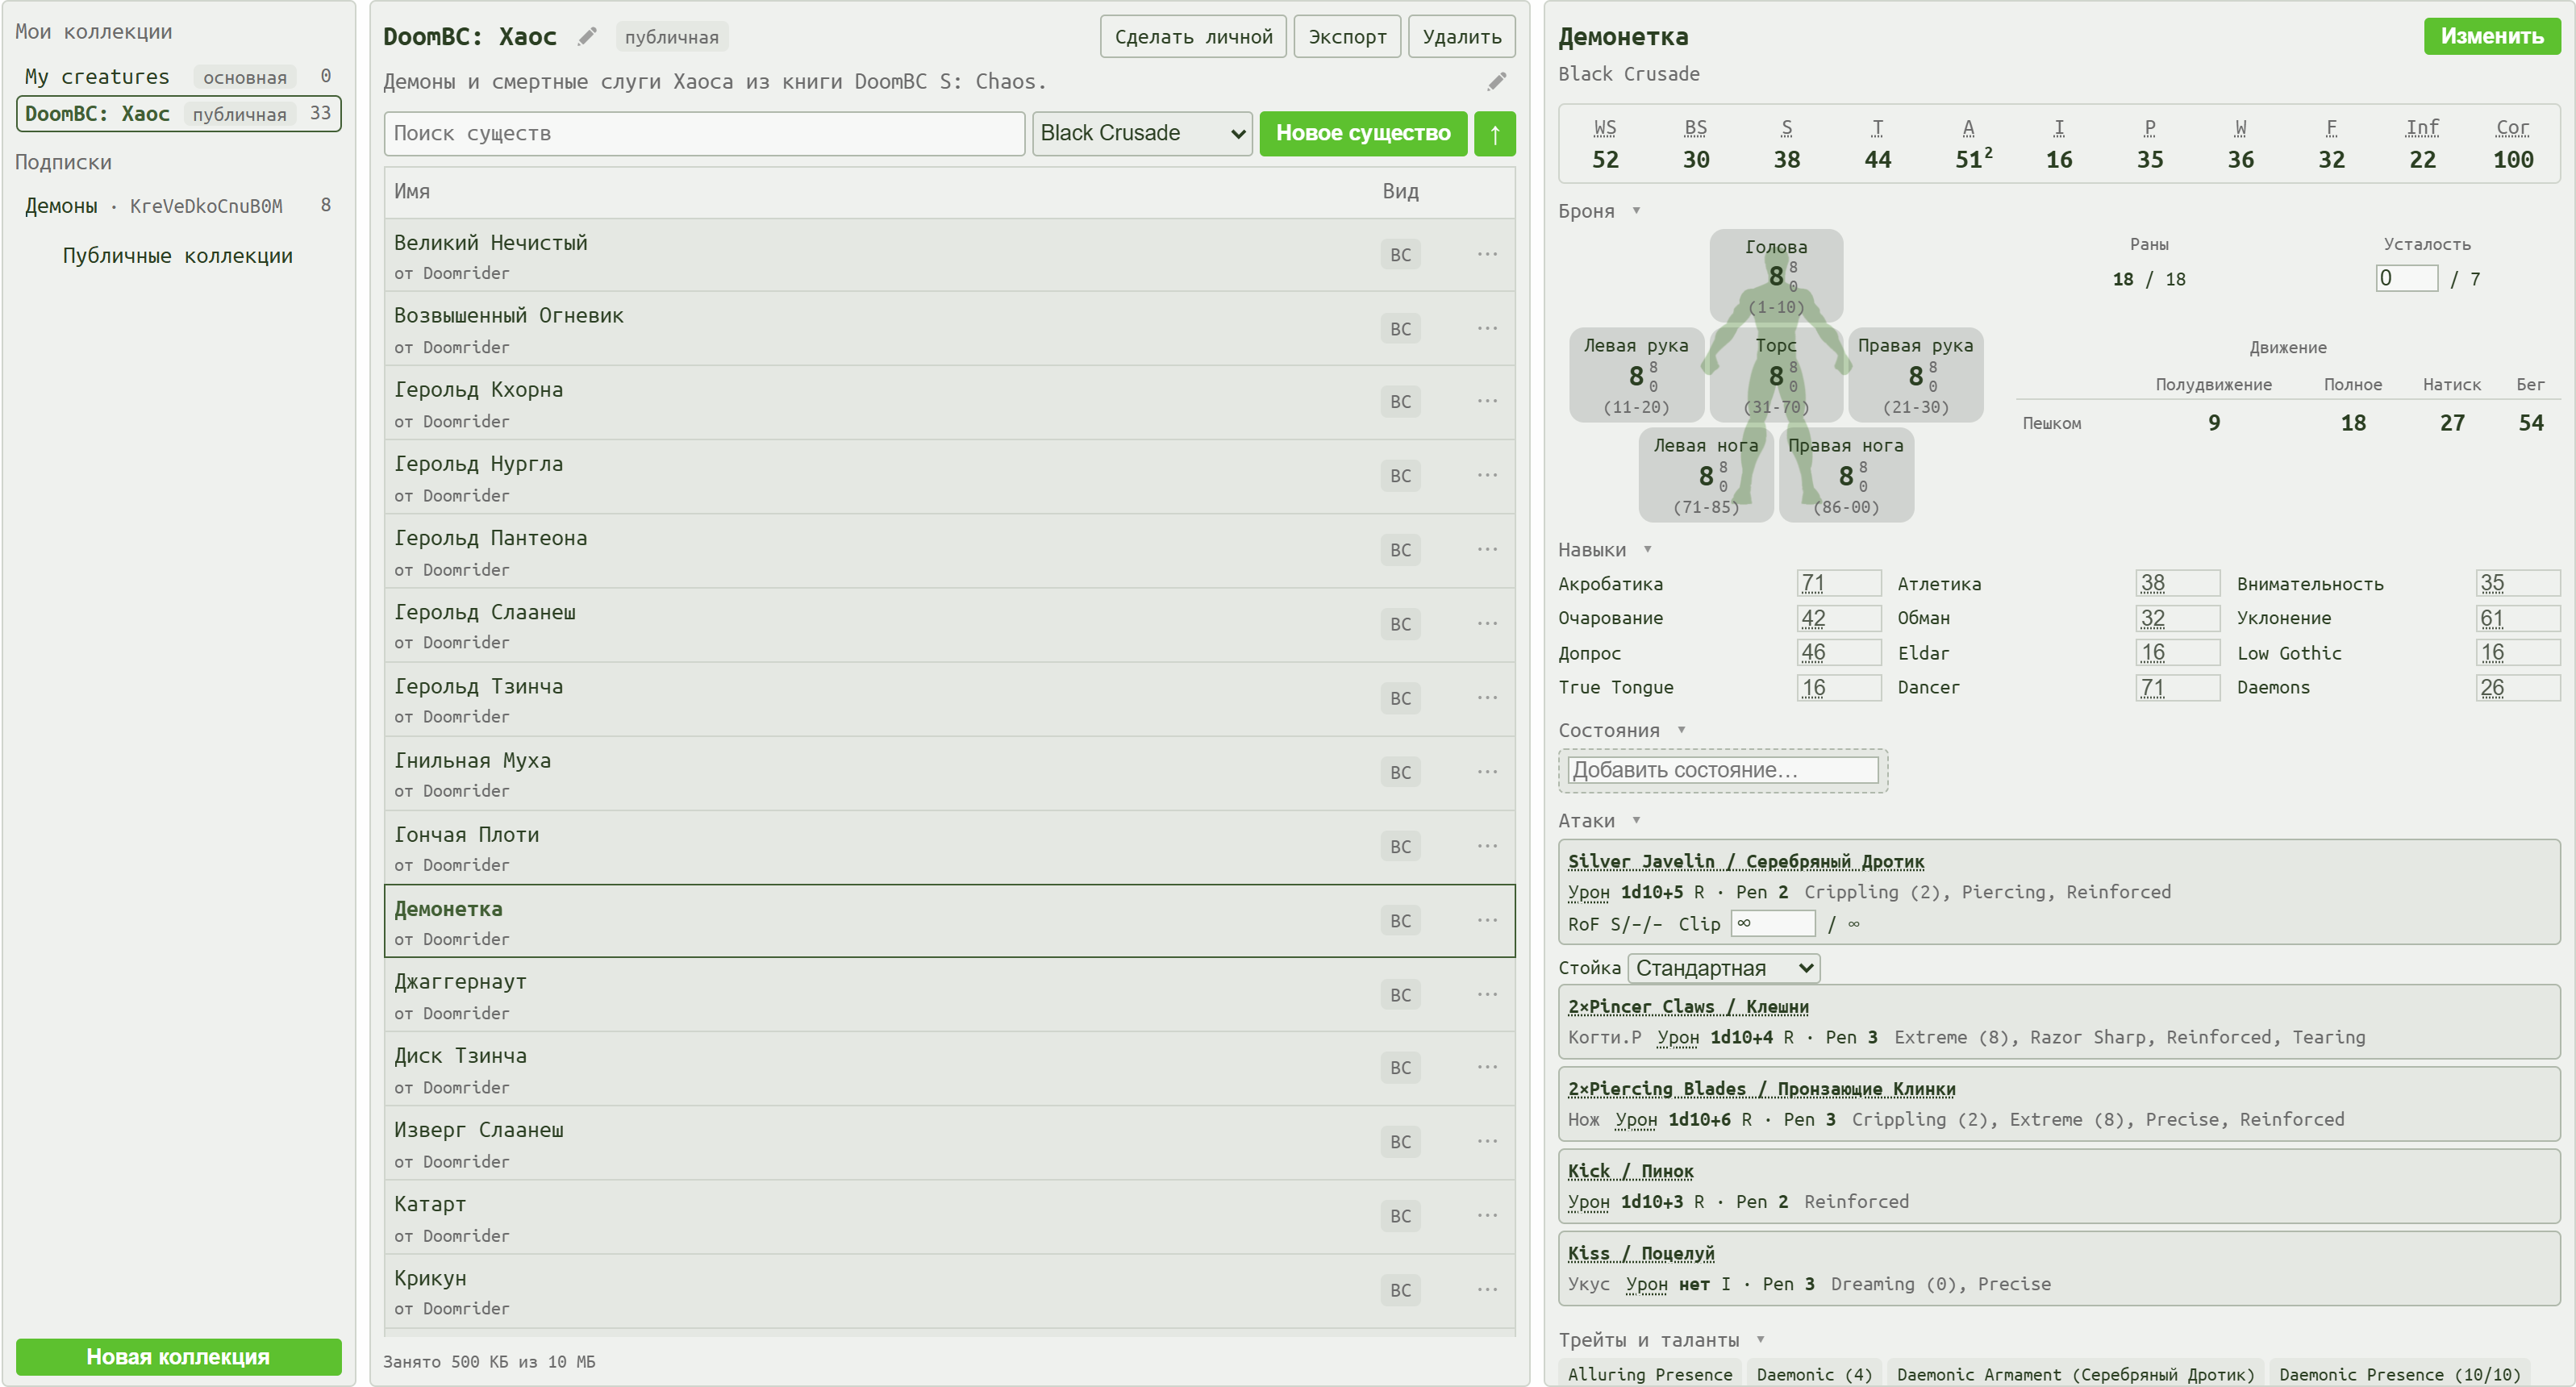 Мои коллекции
My creatures основная 0
DoomBC: Хаос публичная 33
Подписки
Демоны · KreVeDkoCnuB0M 8
Публичные коллекции
Новая коллекция
DoomBC: Хаос публичная Сделать личной Экспорт Удалить
Демоны и смертные слуги Хаоса из книги DoomBC S: Chaos.
Поиск существ Black Crusade Новое существо ↑
Имя Вид
Великий Нечистый BC ...
от Doomrider
Возвышенный Огневик BC ...
от Doomrider
Герольд Кхорна BC ...
от Doomrider
Герольд Нургла BC ...
от Doomrider
Герольд Пантеона BC ...
от Doomrider
Герольд Слаанеш BC ...
от Doomrider
Герольд Тзинча BC ...
от Doomrider
Гнильная Муха BC ...
от Doomrider
Гончая Плоти BC ...
от Doomrider
Демонетка BC ...
от Doomrider
Джаггернаут BC ...
от Doomrider
Диск Тзинча BC ...
от Doomrider
Изверг Слаанеш BC ...
от Doomrider
Катарт BC ...
от Doomrider
Крикун BC ...
от Doomrider
Занято 500 КБ из 10 МБ
Демонетка Изменить
Black Crusade
WS BS S T A I P W F Inf Cor
52 30 38 44 51² 16 35 36 32 22 100
Броня ▼
Голова
8 8 0
(1-10)
Левая рука Торс Правая рука
8 8 0 8 8 0 8 8 0
(11-20) (31-70) (21-30)
Левая нога Правая нога
8 8 0 8 8 0
(71-85) (86-00)
Раны Усталость
18 / 18 0 / 7
Движение
Полудвижение Полное Натиск Бег
Пешком 9 18 27 54
Навыки ▼
Акробатика 71 Атлетика 38 Внимательность 35
Очарование 42 Обман 32 Уклонение 61
Допрос 46 Eldar 16 Low Gothic 16
True Tongue 16 Dancer 71 Daemons 26
Состояния ▼
Добавить состояние…
Атаки ▼
Silver Javelin / Серебряный Дротик
Урон 1d10+5 R · Pen 2 Crippling (2), Piercing, Reinforced
RoF S/–/– Clip ∞ / ∞
Стойка Стандартная
2×Pincer Claws / Клешни
Когти.Р Урон 1d10+4 R · Pen 3 Extreme (8), Razor Sharp, Reinforced, Tearing
2×Piercing Blades / Пронзающие Клинки
Нож Урон 1d10+6 R · Pen 3 Crippling (2), Extreme (8), Precise, Reinforced
Kick / Пинок
Урон 1d10+3 R · Pen 2 Reinforced
Kiss / Поцелуй
Укус Урон нет I · Pen 3 Dreaming (0), Precise
Трейты и таланты ▼
Alluring Presence Daemonic (4) Daemonic Armament (Серебряный Дротик) Daemonic Presence (10/10)